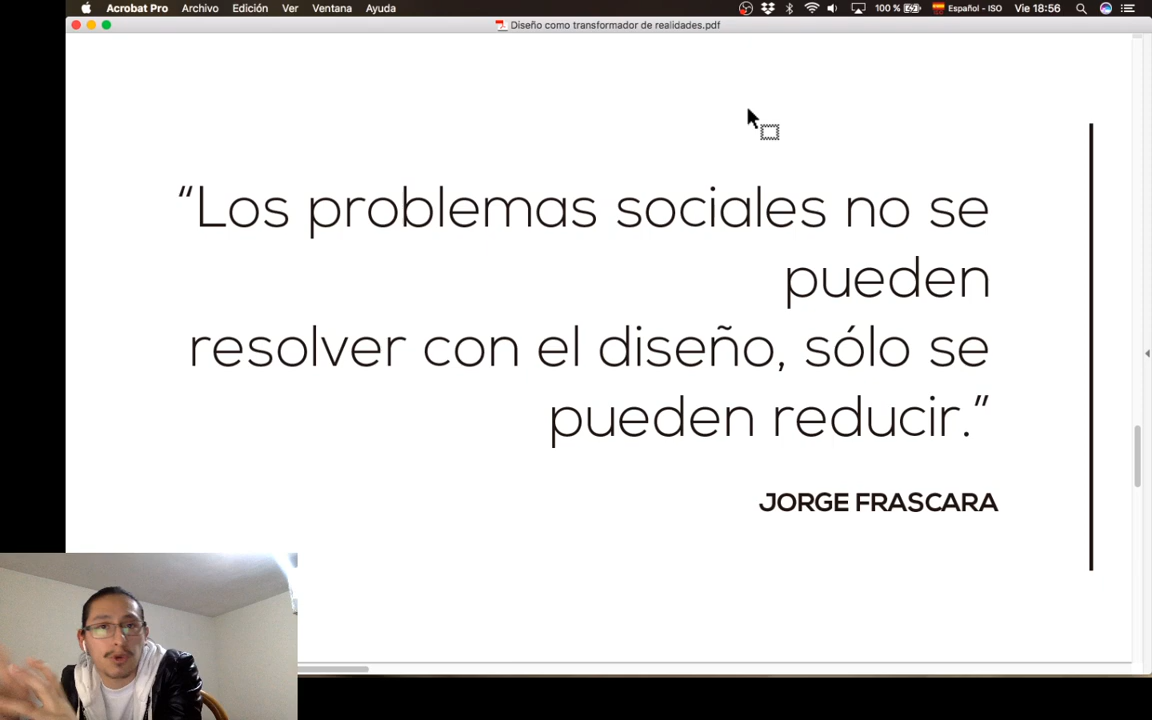 Acrobat Pro Archivo Edición Ver Ventana Ayuda 100 % Español - ISO Vie 18:56
Diseño como transformador de realidades.pdf
“Los problemas sociales no se
pueden
resolver con el diseño, sólo se
pueden reducir.”
JORGE FRASCARA